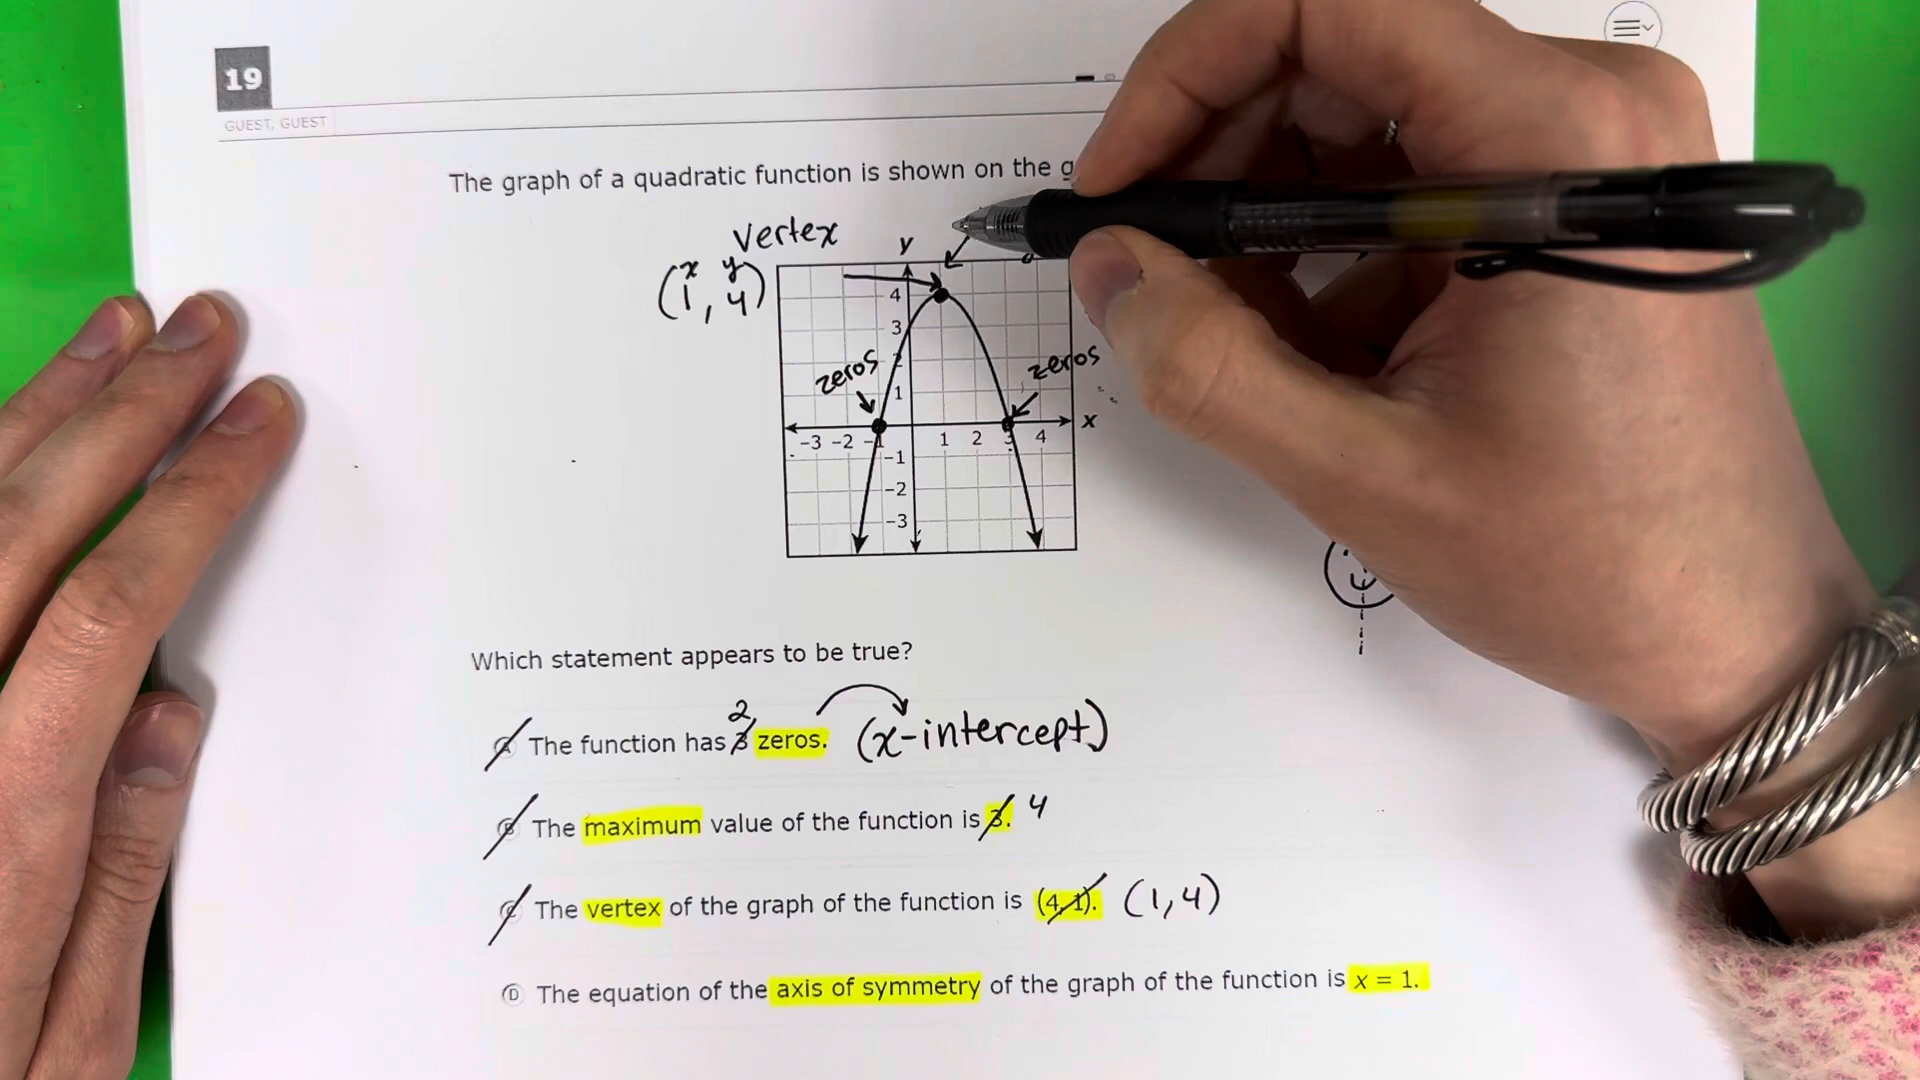 19
GUEST, GUEST
The graph of a quadratic function is shown on the g
vertex
x y
(1, 4)
y
4
3
2
1
zeros
zeros
x
-3 -2 -1 1 2 3 4
-1
-2
-3
Which statement appears to be true?
2
A The function has 3 zeros. (x-intercept)
B The maximum value of the function is 3. 4
C The vertex of the graph of the function is (4, 1). (1,4)
D The equation of the axis of symmetry of the graph of the function is x = 1.